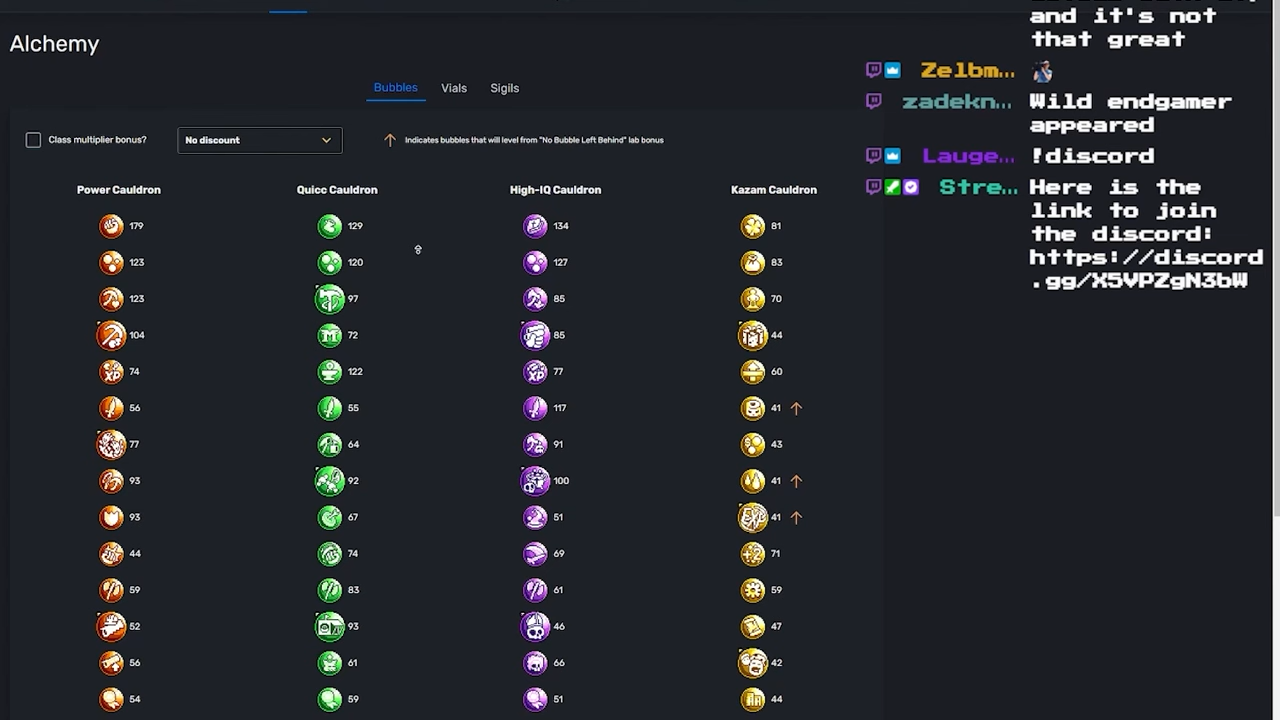 Alchemy
Bubbles Vials Sigils
Class multiplier bonus? No discount Indicates bubbles that will level from "No Bubble Left Behind" lab bonus
Power Cauldron Quicc Cauldron High-IQ Cauldron Kazam Cauldron
179 129 134 81
123 120 127 83
123 97 85 70
104 72 85 44
74 122 77 60
56 55 117 41
77 64 91 43
93 92 100 41
93 67 51 41
44 74 69 71
59 83 61 59
52 93 46 47
56 61 66 42
54 59 51 44
and it's not
that great
Zelbm...
zadekn... Wild endgamer
appeared
Lauge... !discord
Stre... Here is the
link to join
the discord:
https://discord
.gg/X5VPZgN3bW